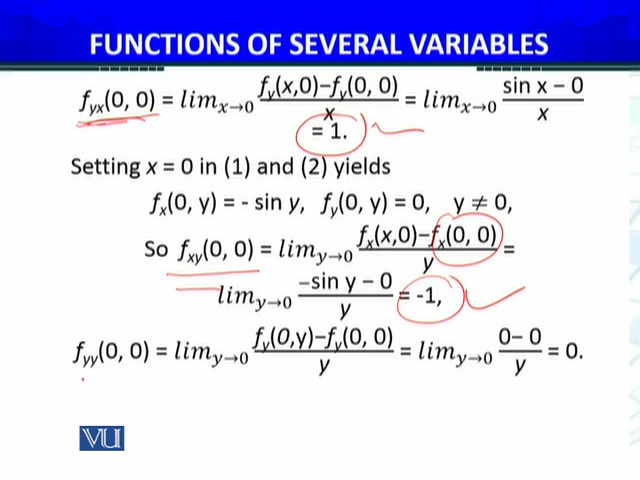 FUNCTIONS OF SEVERAL VARIABLES
fyx(0, 0) = limx→0 fy(x,0)−fy(0, 0)/x = limx→0 sin x − 0/x
= 1.
Setting x = 0 in (1) and (2) yields
fx(0, y) = - sin y, fy(0, y) = 0, y ≠ 0,
So fxy(0, 0) = limy→0 fx(x,0)−fx(0, 0)/y =
limy→0 −sin y − 0/y = -1,
fyy(0, 0) = limy→0 fy(0,y)−fy(0, 0)/y = limy→0 0− 0/y = 0.
VU